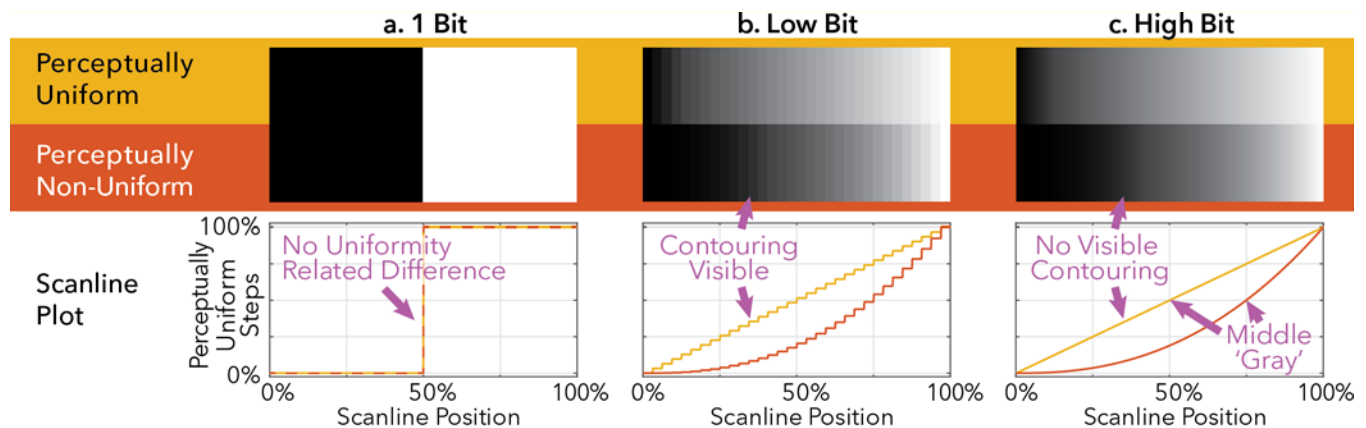 a. 1 Bit
b. Low Bit
c. High Bit
Perceptually
Uniform
Perceptually
Non-Uniform
Scanline
Plot
Perceptually
Uniform
Steps
100%
0%
No Uniformity
Related Difference
0%
50%
100%
Scanline Position
Contouring
Visible
0%
50%
100%
Scanline Position
No Visible
Contouring
Middle
'Gray'
0%
50%
100%
Scanline Position